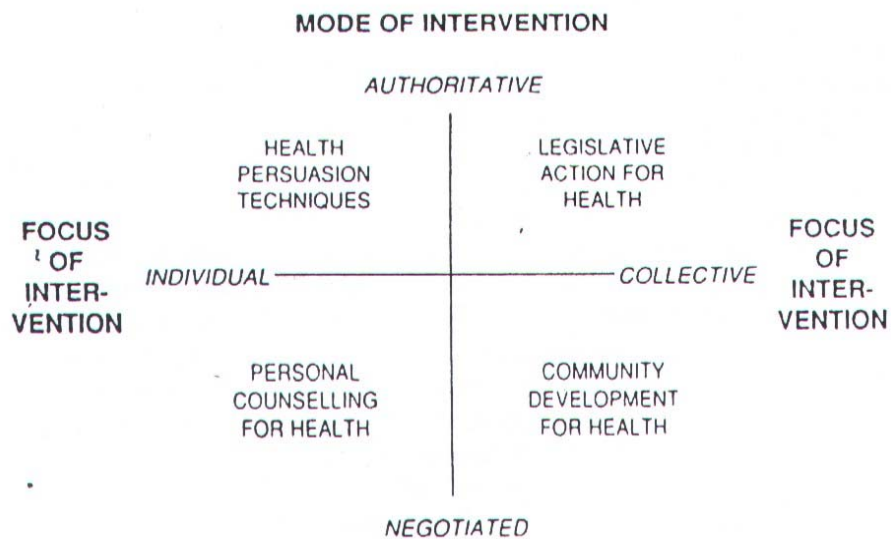 MODE OF INTERVENTION
AUTHORITATIVE
HEALTH
PERSUASION
TECHNIQUES
LEGISLATIVE
ACTION FOR
HEALTH
FOCUS
OF
INTER-
VENTION
INDIVIDUAL
COLLECTIVE
FOCUS
OF
INTER-
VENTION
PERSONAL
COUNSELLING
FOR HEALTH
COMMUNITY
DEVELOPMENT
FOR HEALTH
NEGOTIATED